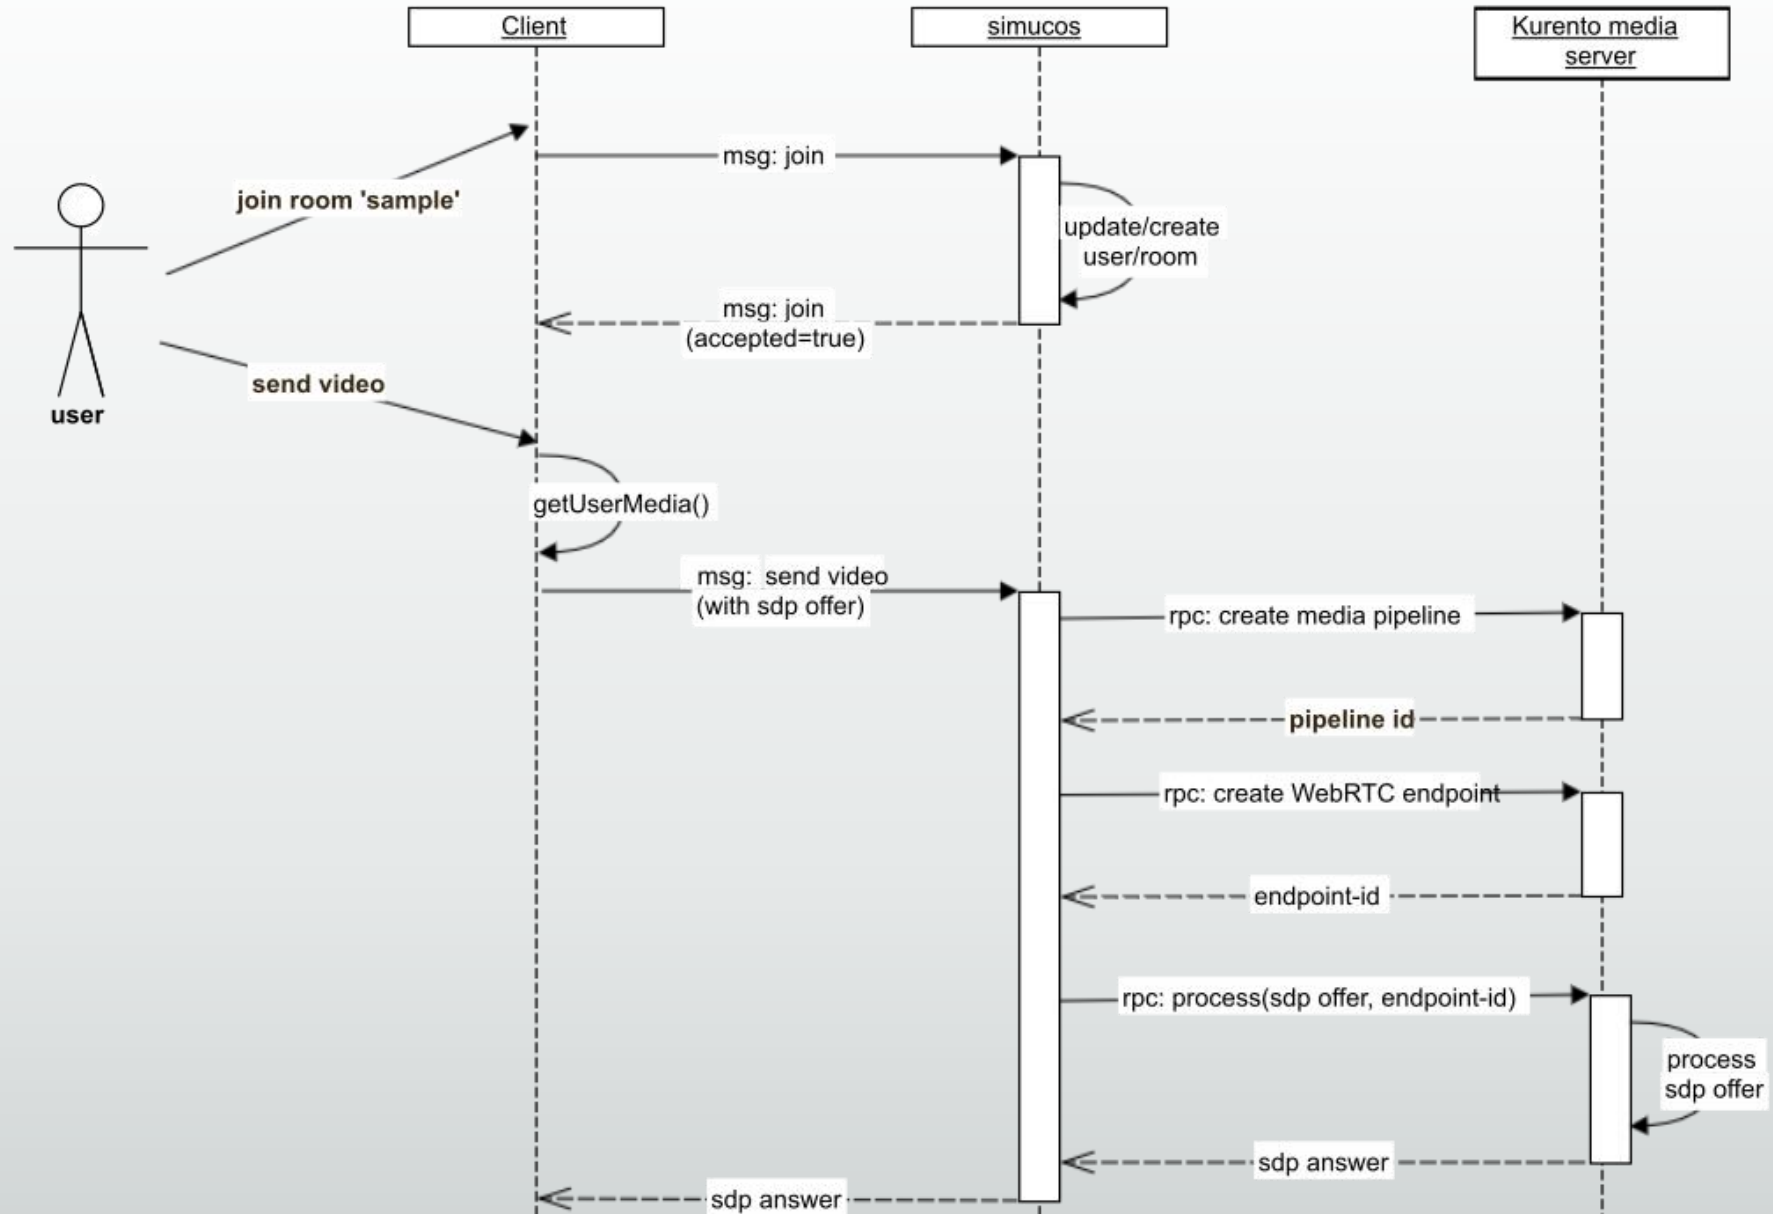 Client
simucos
Kurento media
server
msg: join
join room 'sample'
update/create
user/room
msg: join
(accepted=true)
send video
user
getUserMedia()
msg: send video
(with sdp offer)
rpc: create media pipeline
pipeline id
rpc: create WebRTC endpoint
endpoint-id
rpc: process(sdp offer, endpoint-id)
process
sdp offer
sdp answer
sdp answer